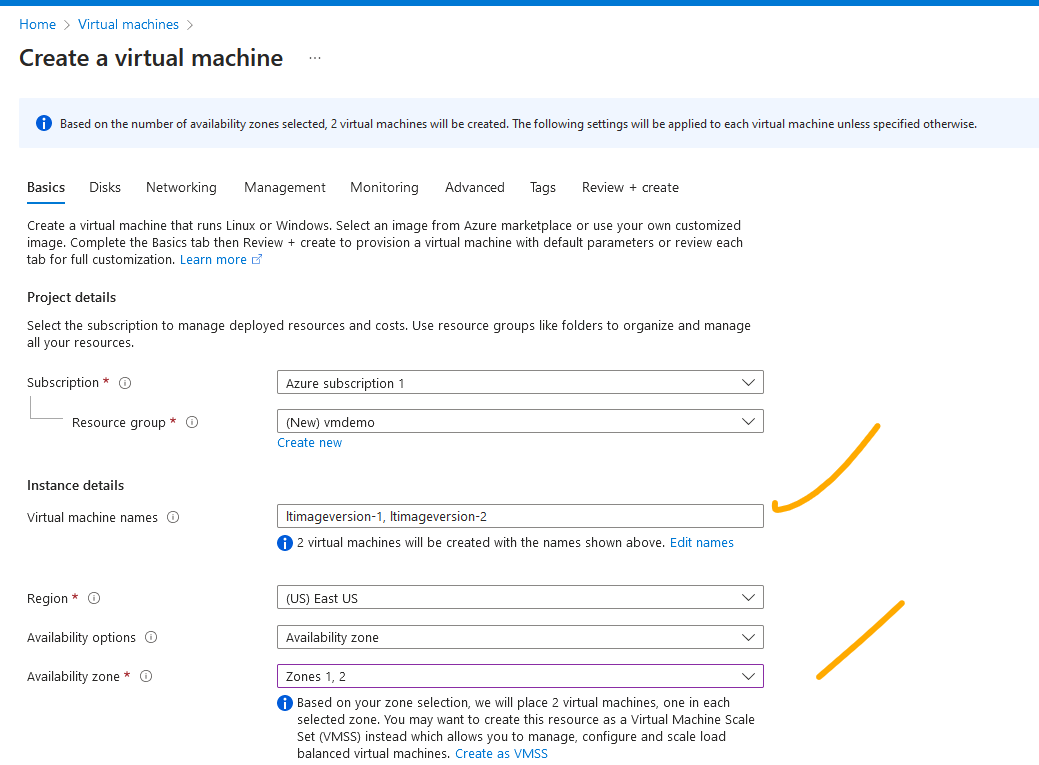 Home > Virtual machines >
Create a virtual machine ...
Based on the number of availability zones selected, 2 virtual machines will be created. The following settings will be applied to each virtual machine unless specified otherwise.
Basics Disks Networking Management Monitoring Advanced Tags Review + create
Create a virtual machine that runs Linux or Windows. Select an image from Azure marketplace or use your own customized
image. Complete the Basics tab then Review + create to provision a virtual machine with default parameters or review each
tab for full customization. Learn more
Project details
Select the subscription to manage deployed resources and costs. Use resource groups like folders to organize and manage
all your resources.
Subscription * Azure subscription 1
Resource group * (New) vmdemo
Create new
Instance details
Virtual machine names ltimageversion-1, ltimageversion-2
2 virtual machines will be created with the names shown above. Edit names
Region * (US) East US
Availability options Availability zone
Availability zone * Zones 1, 2
Based on your zone selection, we will place 2 virtual machines, one in each
selected zone. You may want to create this resource as a Virtual Machine Scale
Set (VMSS) instead which allows you to manage, configure and scale load
balanced virtual machines. Create as VMSS